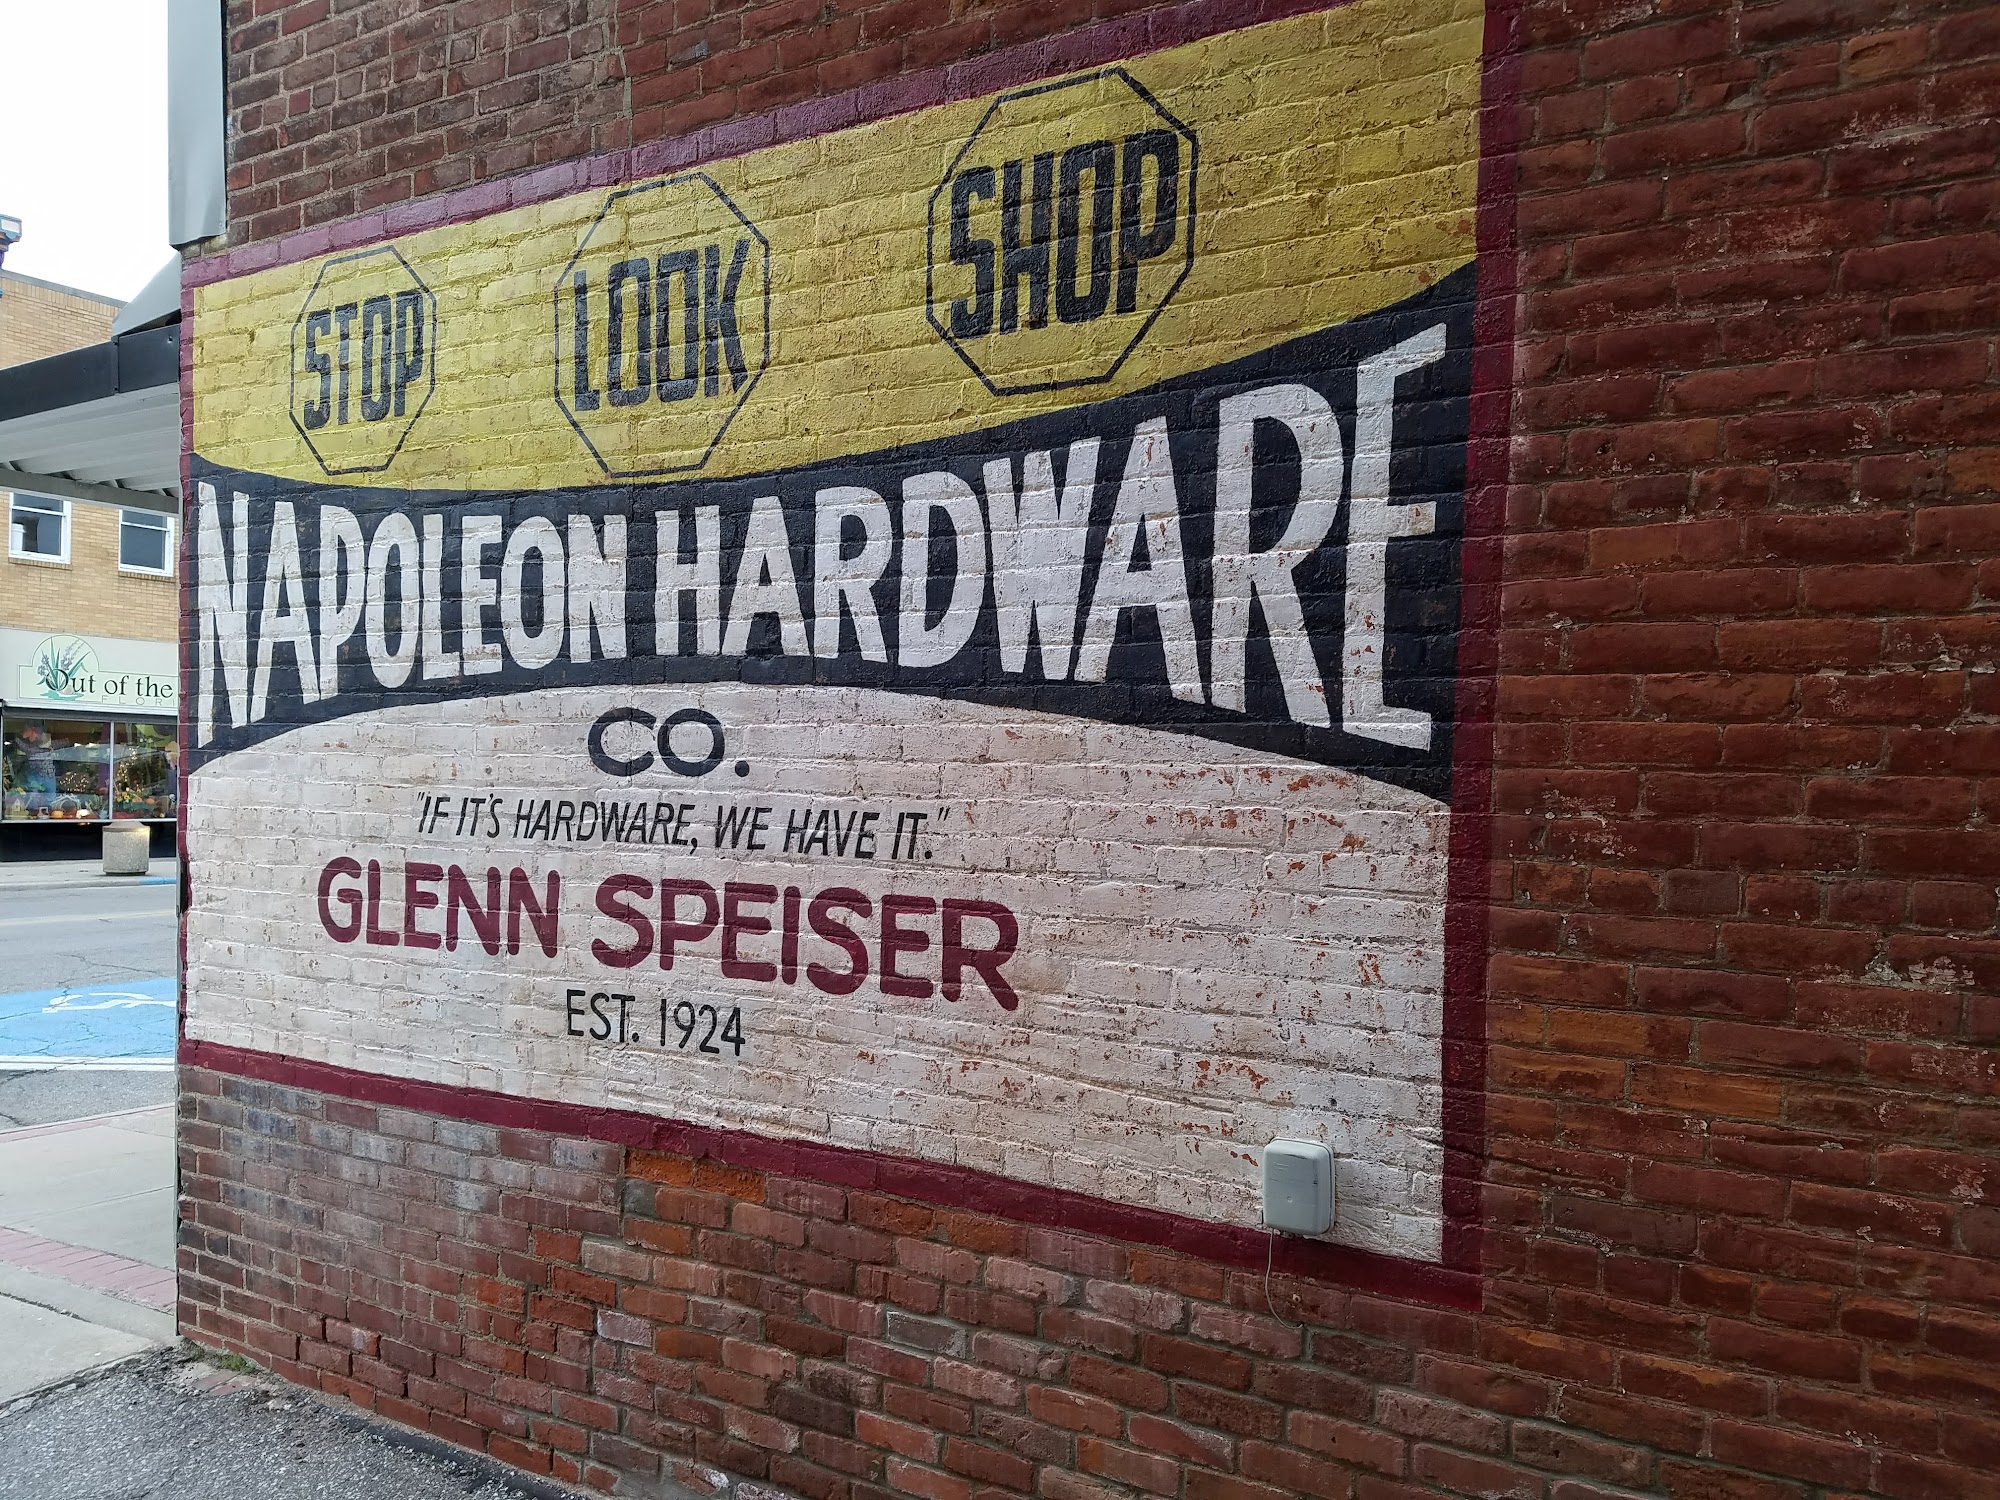 STOP LOOK SHOP
NAPOLEON HARDWARE
CO.
"IF IT'S HARDWARE, WE HAVE IT."
GLENN SPEISER
EST. 1924
Out of the